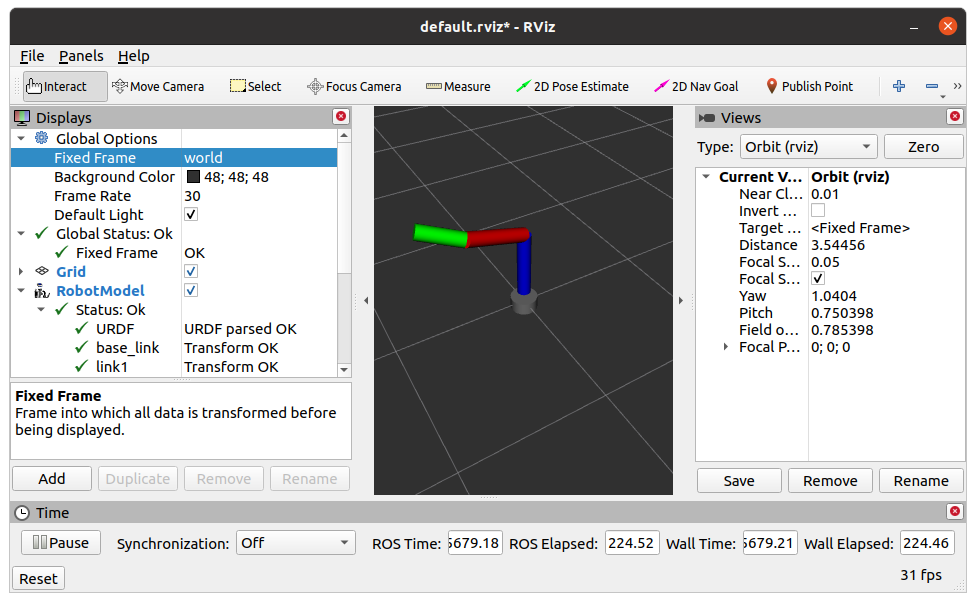 default.rviz* - RViz
File Panels Help
Interact Move Camera Select Focus Camera Measure 2D Pose Estimate 2D Nav Goal Publish Point »
Displays
Global Options
Fixed Frame world
Background Color 48; 48; 48
Frame Rate 30
Default Light
Global Status: Ok
Fixed Frame OK
Grid
RobotModel
Status: Ok
URDF URDF parsed OK
base_link Transform OK
link1 Transform OK
Fixed Frame
Frame into which all data is transformed before
being displayed.
Add Duplicate Remove Rename
Views
Type: Orbit (rviz) Zero
Current V... Orbit (rviz)
Near Cl... 0.01
Invert ...
Target ... <Fixed Frame>
Distance 3.54456
Focal S... 0.05
Focal S...
Yaw 1.0404
Pitch 0.750398
Field o... 0.785398
Focal P... 0; 0; 0
Save Remove Rename
Time
Pause Synchronization: Off ROS Time: 5679.18 ROS Elapsed: 224.52 Wall Time: 5679.21 Wall Elapsed: 224.46
Reset 31 fps